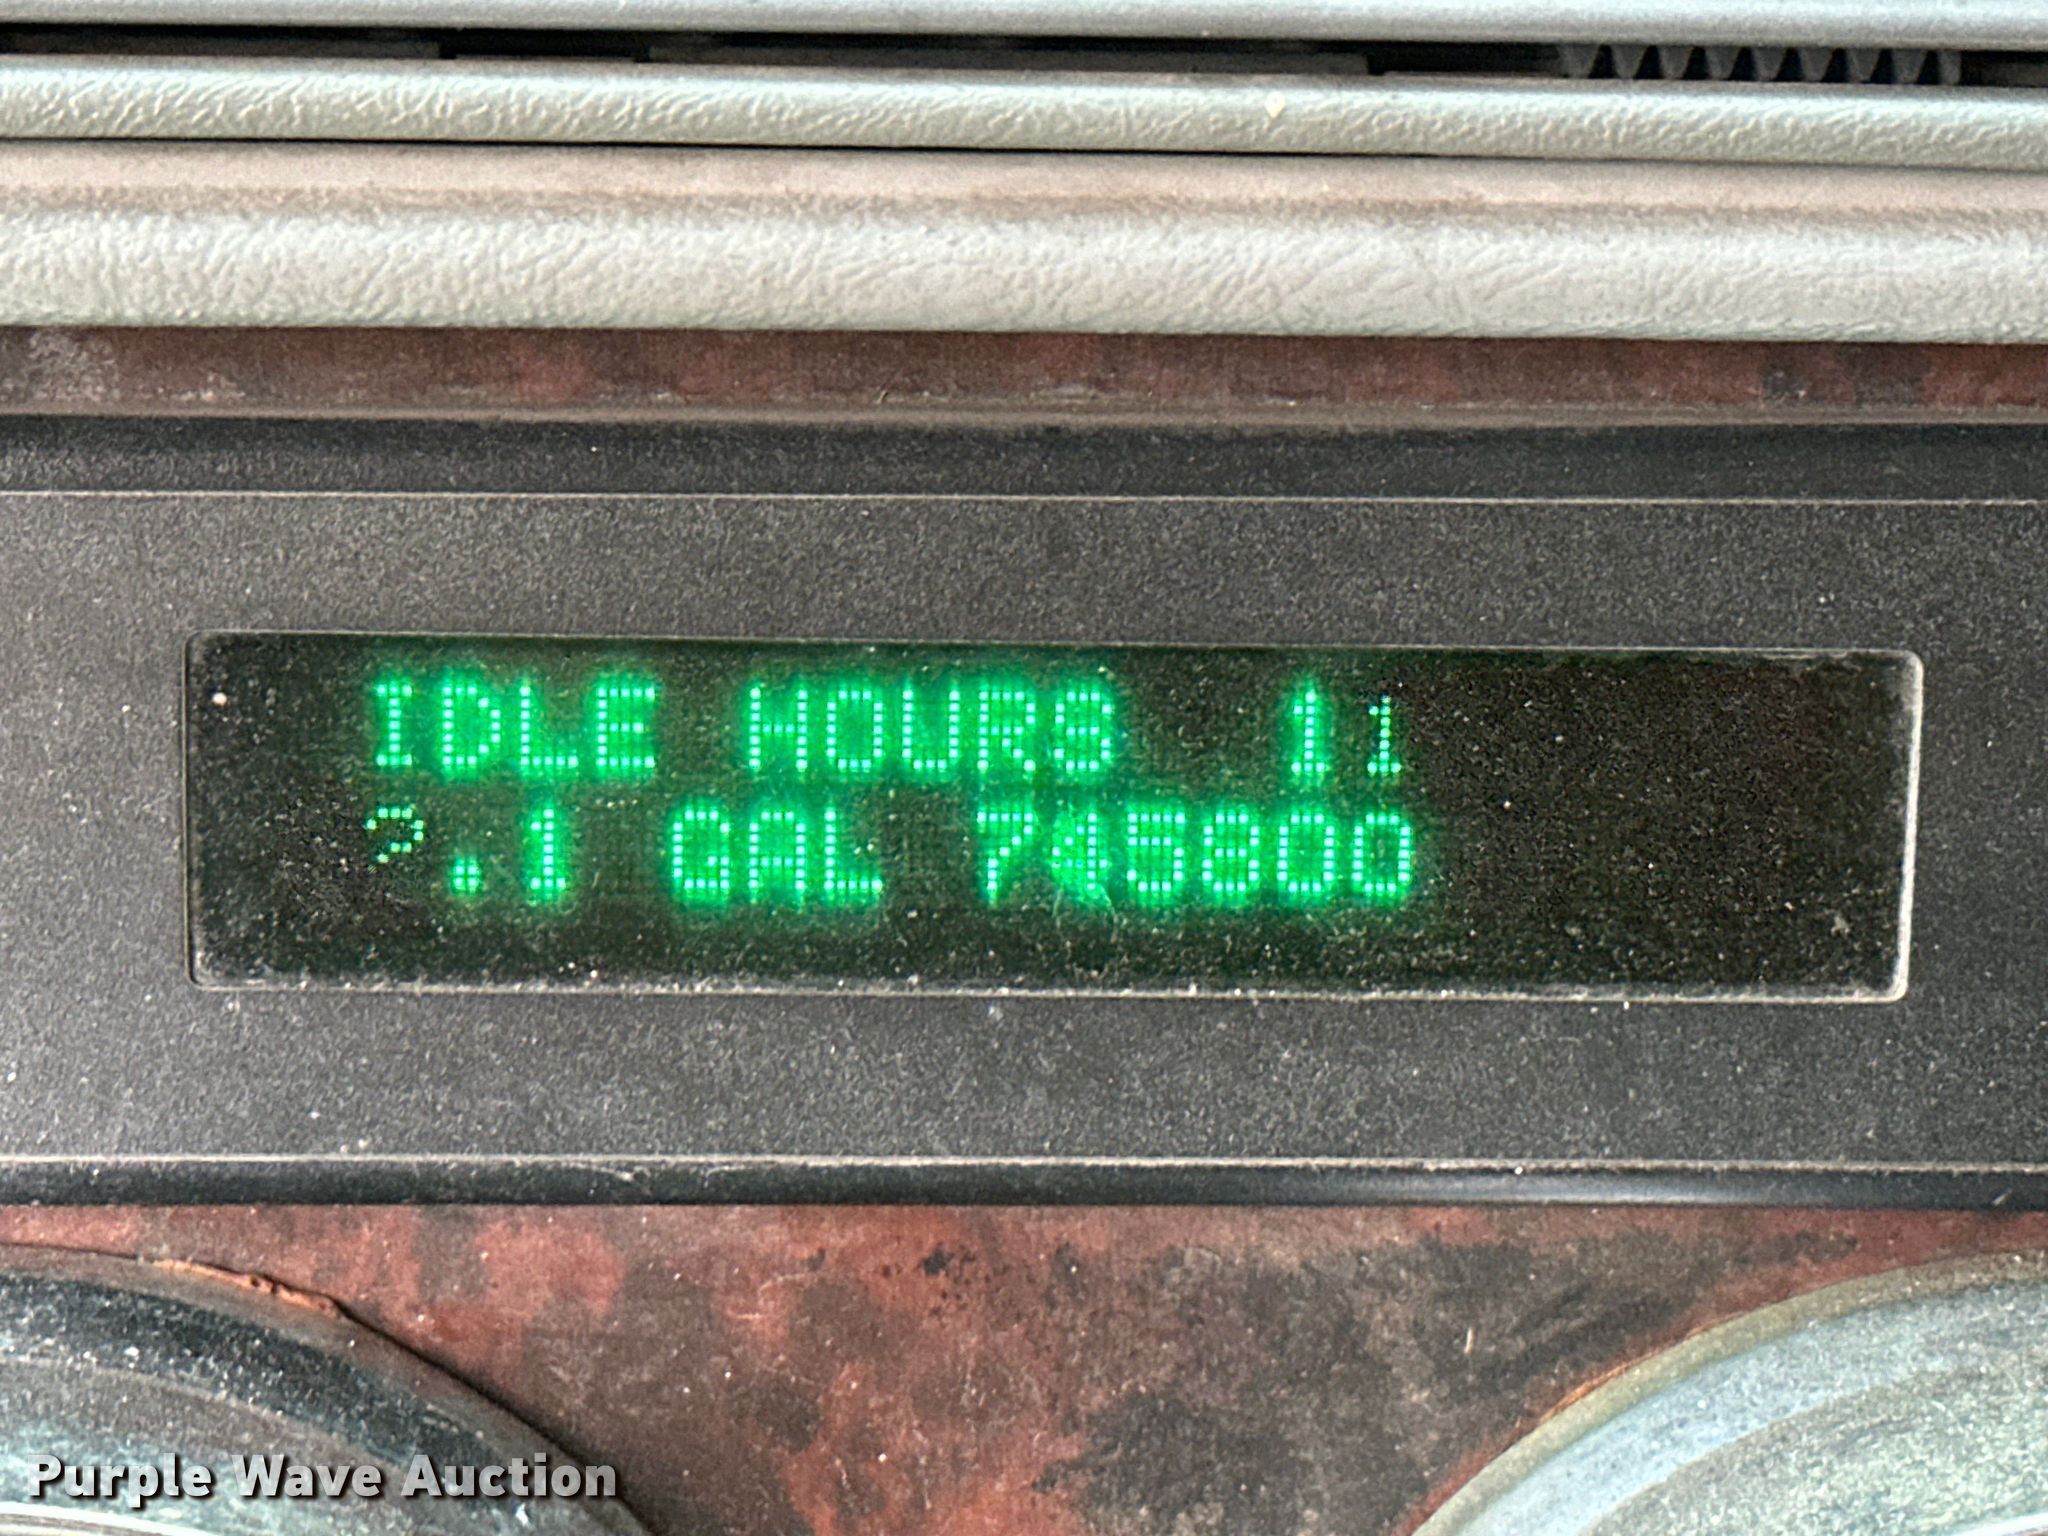 IDLE HOURS 11
?.1 GAL 745800
Purple Wave Auction